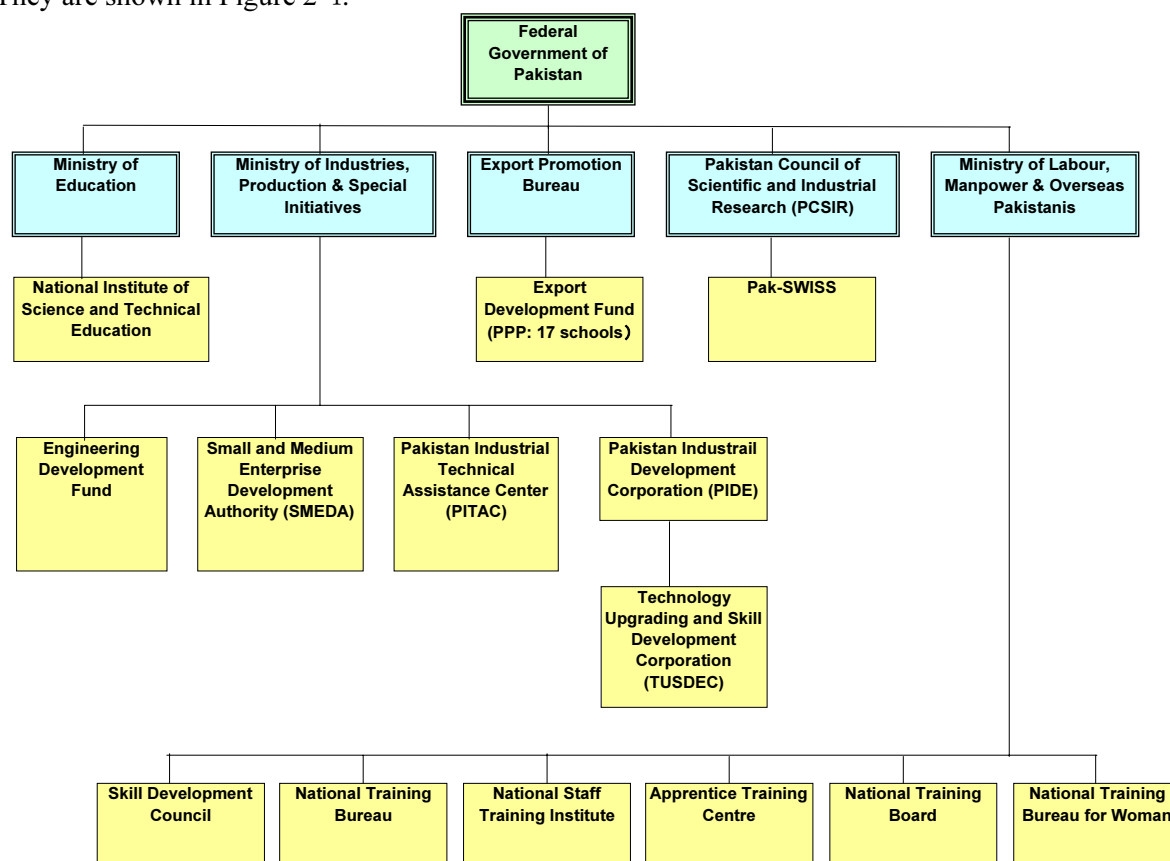 They are shown in Figure 2-1.
Federal
Government of
Pakistan
Ministry of
Education
Ministry of Industries,
Production & Special
Initiatives
Export Promotion
Bureau
Pakistan Council of
Scientific and Industrial
Research (PCSIR)
Ministry of Labour,
Manpower & Overseas
Pakistanis
National Institute of
Science and Technical
Education
Export
Development Fund
(PPP: 17 schools）
Pak-SWISS
Engineering
Development
Fund
Small and Medium
Enterprise
Development
Authority (SMEDA)
Pakistan Industrial
Technical
Assistance Center
(PITAC)
Pakistan Industrail
Development
Corporation (PIDE)
Technology
Upgrading and Skill
Development
Corporation
(TUSDEC)
Skill Development
Council
National Training
Bureau
National Staff
Training Institute
Apprentice Training
Centre
National Training
Board
National Training
Bureau for Woman